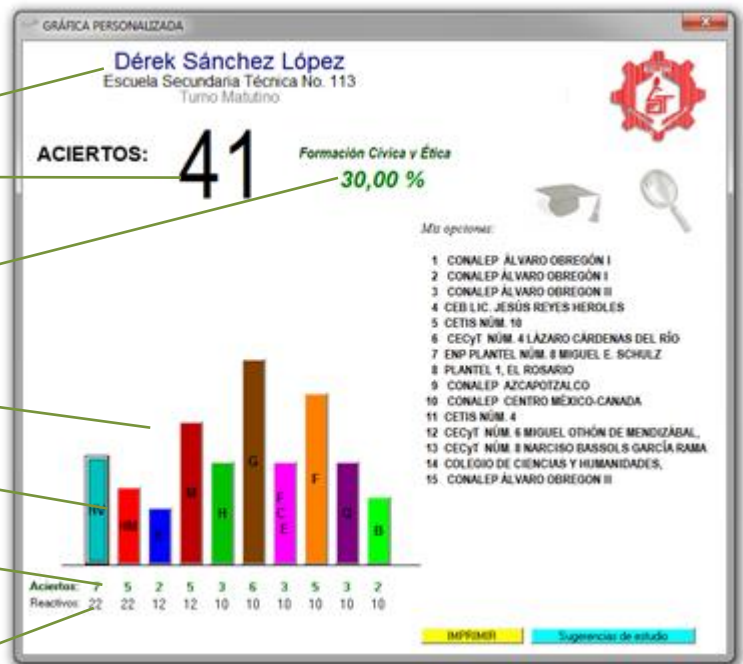 GRÁFICA PERSONALIZADA
Dérek Sánchez López
Escuela Secundaria Técnica No. 113
Turno Matutino
ACIERTOS: 41
Formación Cívica y Ética
30,00 %
Mis opciones:
1 CONALEP ÁLVARO OBREGÓN I
2 CONALEP ÁLVARO OBREGÓN I
3 CONALEP ÁLVARO OBREGON III
4 CEB LIC. JESÚS REYES HEROLES
5 CETIS NÚM. 10
6 CECyT NÚM. 4 LÁZARO CÁRDENAS DEL RÍO
7 ENP PLANTEL NÚM. 8 MIGUEL E. SCHULZ
8 PLANTEL 1, EL ROSARIO
9 CONALEP AZCAPOTZALCO
10 CONALEP CENTRO MÉXICO-CANADA
11 CETIS NÚM. 4
12 CECyT NÚM. 6 MIGUEL OTHÓN DE MENDIZÁBAL,
13 CECyT NÚM. 8 NARCISO BASSOLS GARCÍA RAMA
14 COLEGIO DE CIENCIAS Y HUMANIDADES,
15 CONALEP ÁLVARO OBREGON III
HV HM E M H G FCE F Q B
Aciertos: 7 5 2 5 3 6 3 5 3 2
Reactivos: 22 22 12 12 10 10 10 10 10 10
IMPRIMIR
Sugerencias de estudio